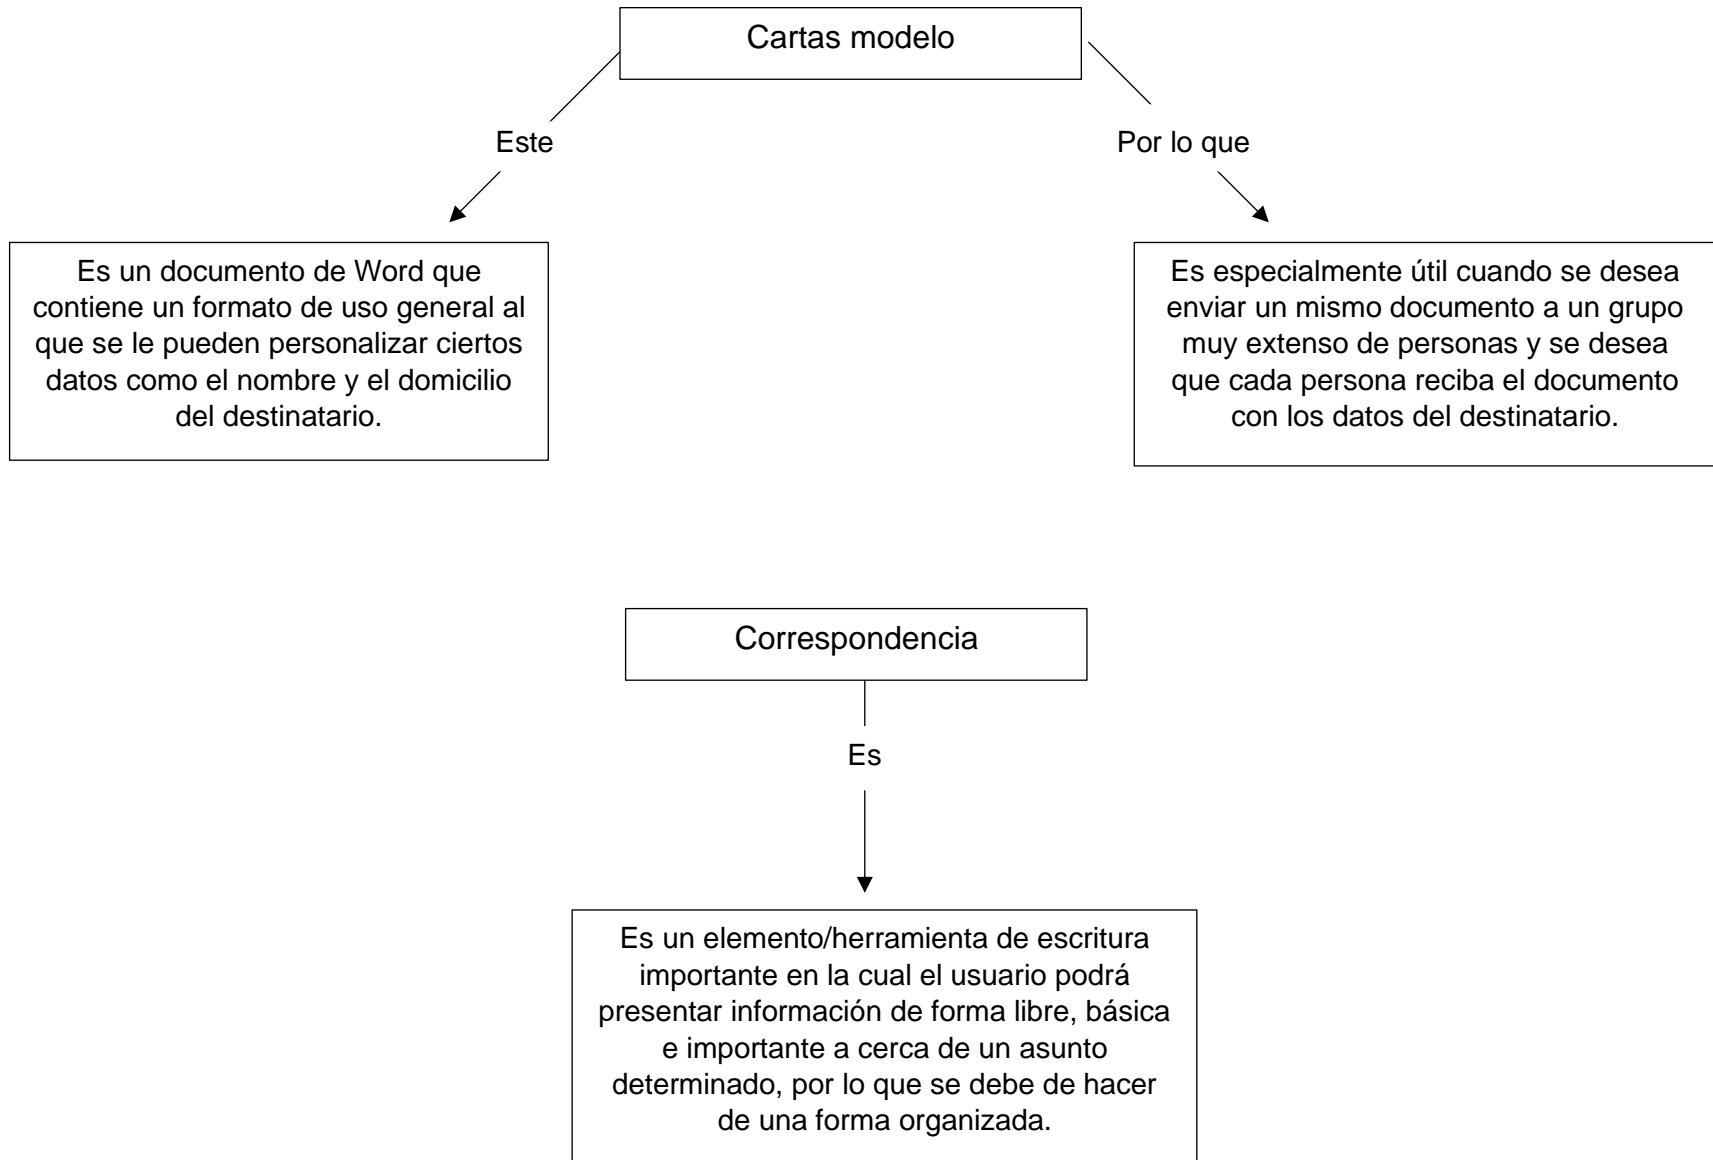 Cartas modelo
Este
Por lo que
Es un documento de Word que
contiene un formato de uso general al
que se le pueden personalizar ciertos
datos como el nombre y el domicilio
del destinatario.
Es especialmente útil cuando se desea
enviar un mismo documento a un grupo
muy extenso de personas y se desea
que cada persona reciba el documento
con los datos del destinatario.
Correspondencia
Es
Es un elemento/herramienta de escritura
importante en la cual el usuario podrá
presentar información de forma libre, básica
e importante a cerca de un asunto
determinado, por lo que se debe de hacer
de una forma organizada.